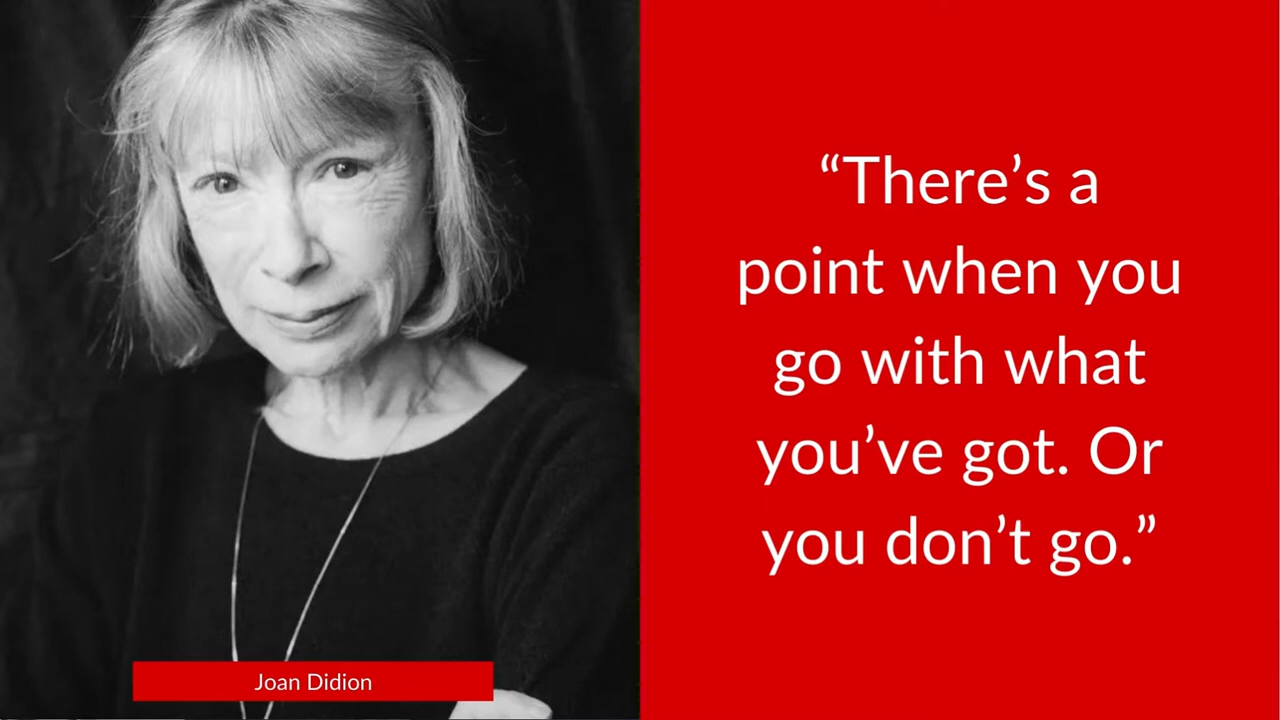 Joan Didion
“There’s a
point when you
go with what
you’ve got. Or
you don’t go.”